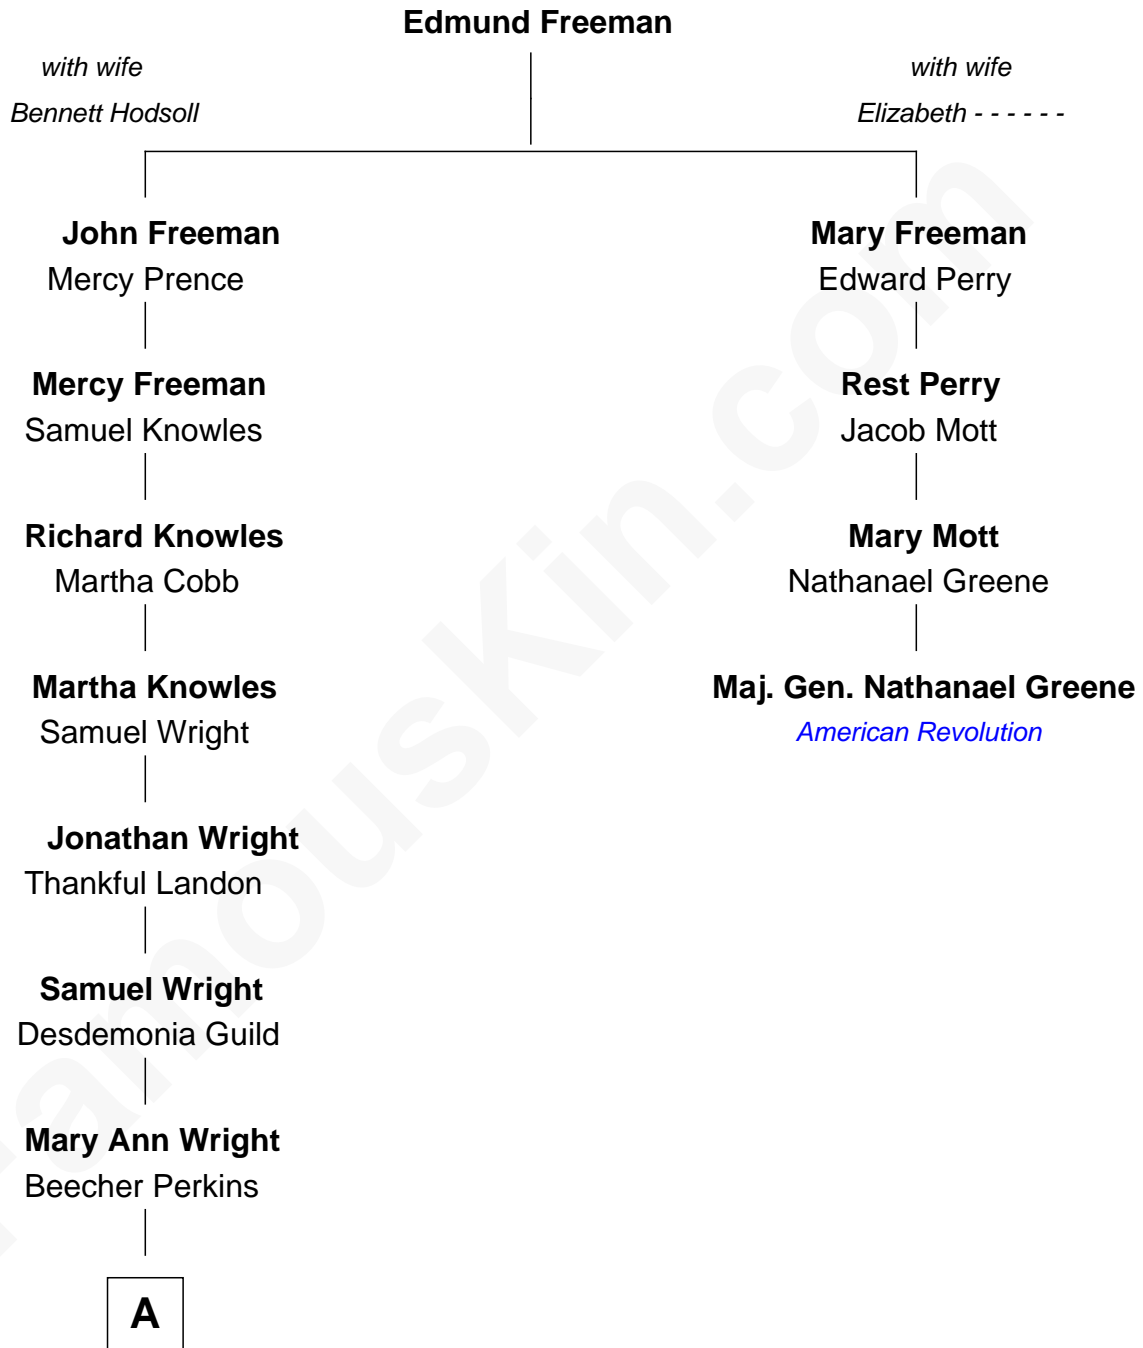 Edmund Freeman
with wife
Bennett Hodsoll
with wife
Elizabeth - - - - - -
John Freeman
Mercy Prence
Mary Freeman
Edward Perry
Mercy Freeman
Samuel Knowles
Rest Perry
Jacob Mott
Richard Knowles
Martha Cobb
Mary Mott
Nathanael Greene
Martha Knowles
Samuel Wright
Maj. Gen. Nathanael Greene
American Revolution
Jonathan Wright
Thankful Landon
Samuel Wright
Desdemonia Guild
Mary Ann Wright
Beecher Perkins
A
FamousKin.com